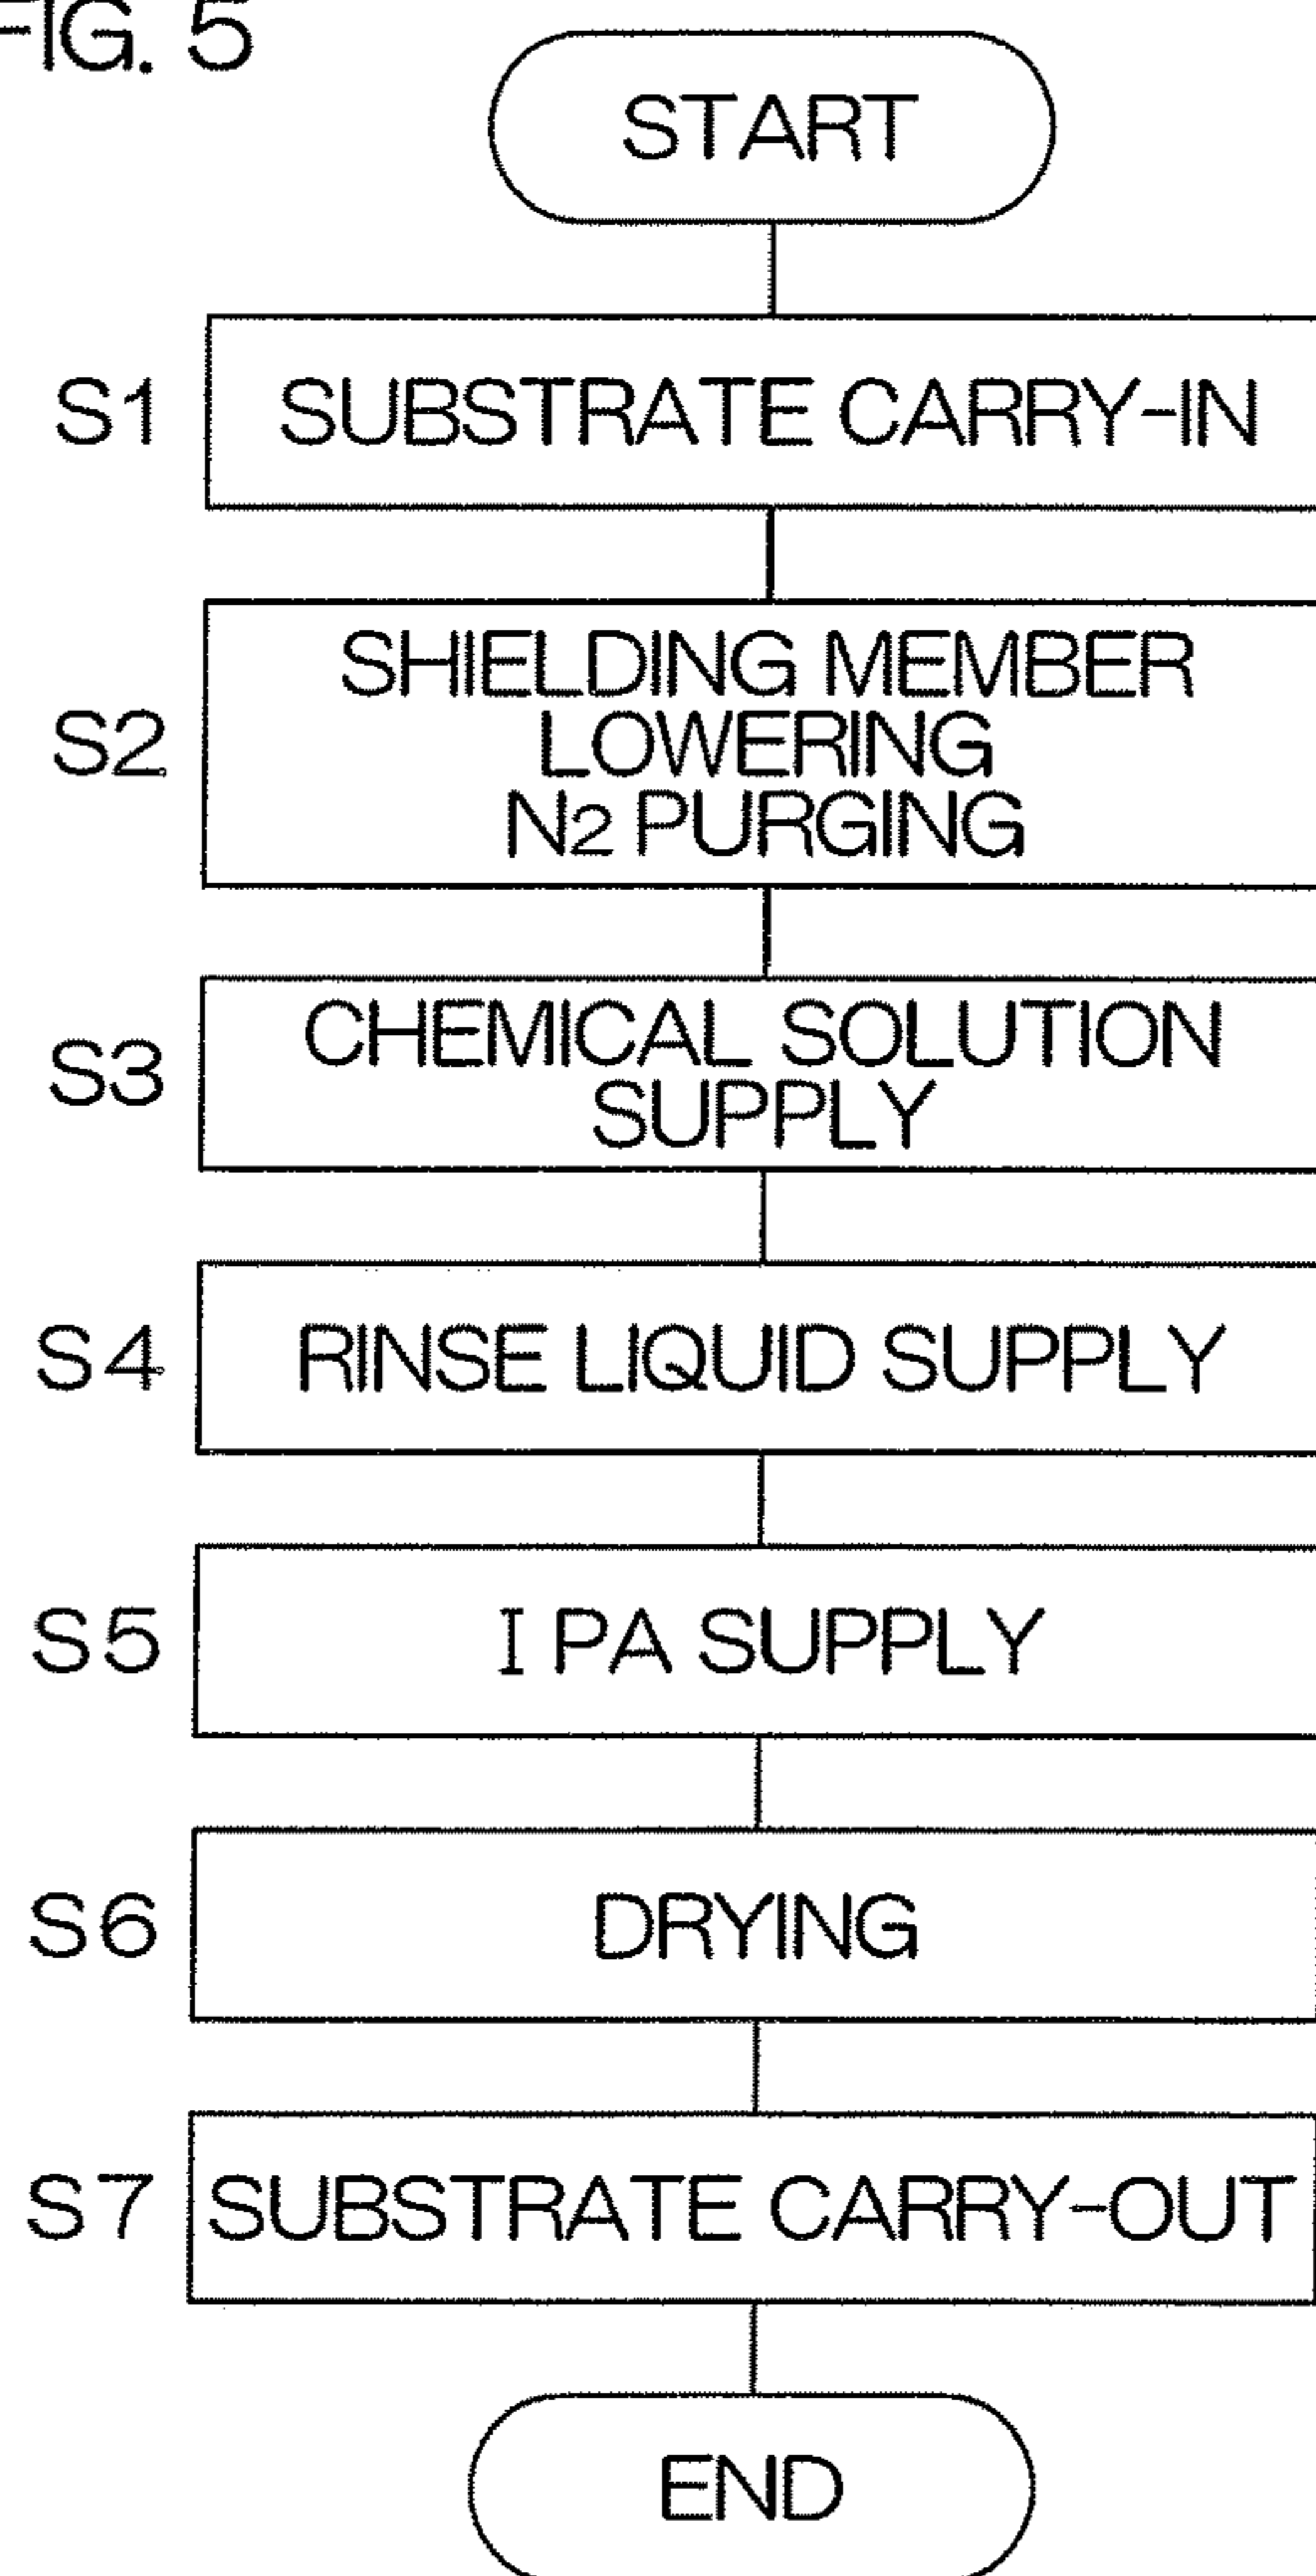 FIG. 5
START
S1 SUBSTRATE CARRY-IN
S2
SHIELDING MEMBER
LOWERING
N2 PURGING
S3
CHEMICAL SOLUTION
SUPPLY
S4 RINSE LIQUID SUPPLY
S5 IPA SUPPLY
S6 DRYING
S7 SUBSTRATE CARRY-OUT
END